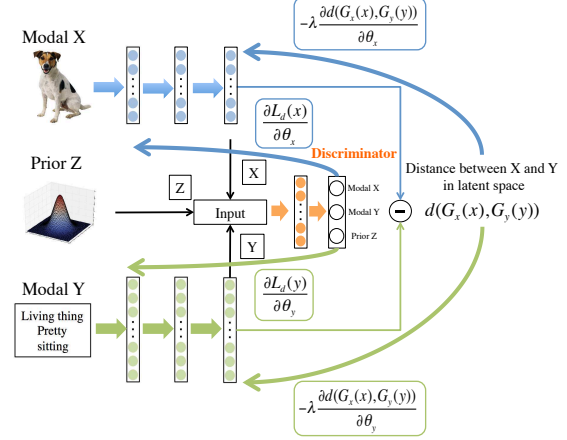 Modal X
−λ ∂d(G_x(x),G_y(y)) / ∂θ_x
∂L_d(x) / ∂θ_x
Discriminator
Prior Z
Z
X
Input
Y
Modal X
Modal Y
Prior Z
−
Distance between X and Y
in latent space
d(G_x(x),G_y(y))
∂L_d(y) / ∂θ_y
Modal Y
Living thing
Pretty
sitting
−λ ∂d(G_x(x),G_y(y)) / ∂θ_y